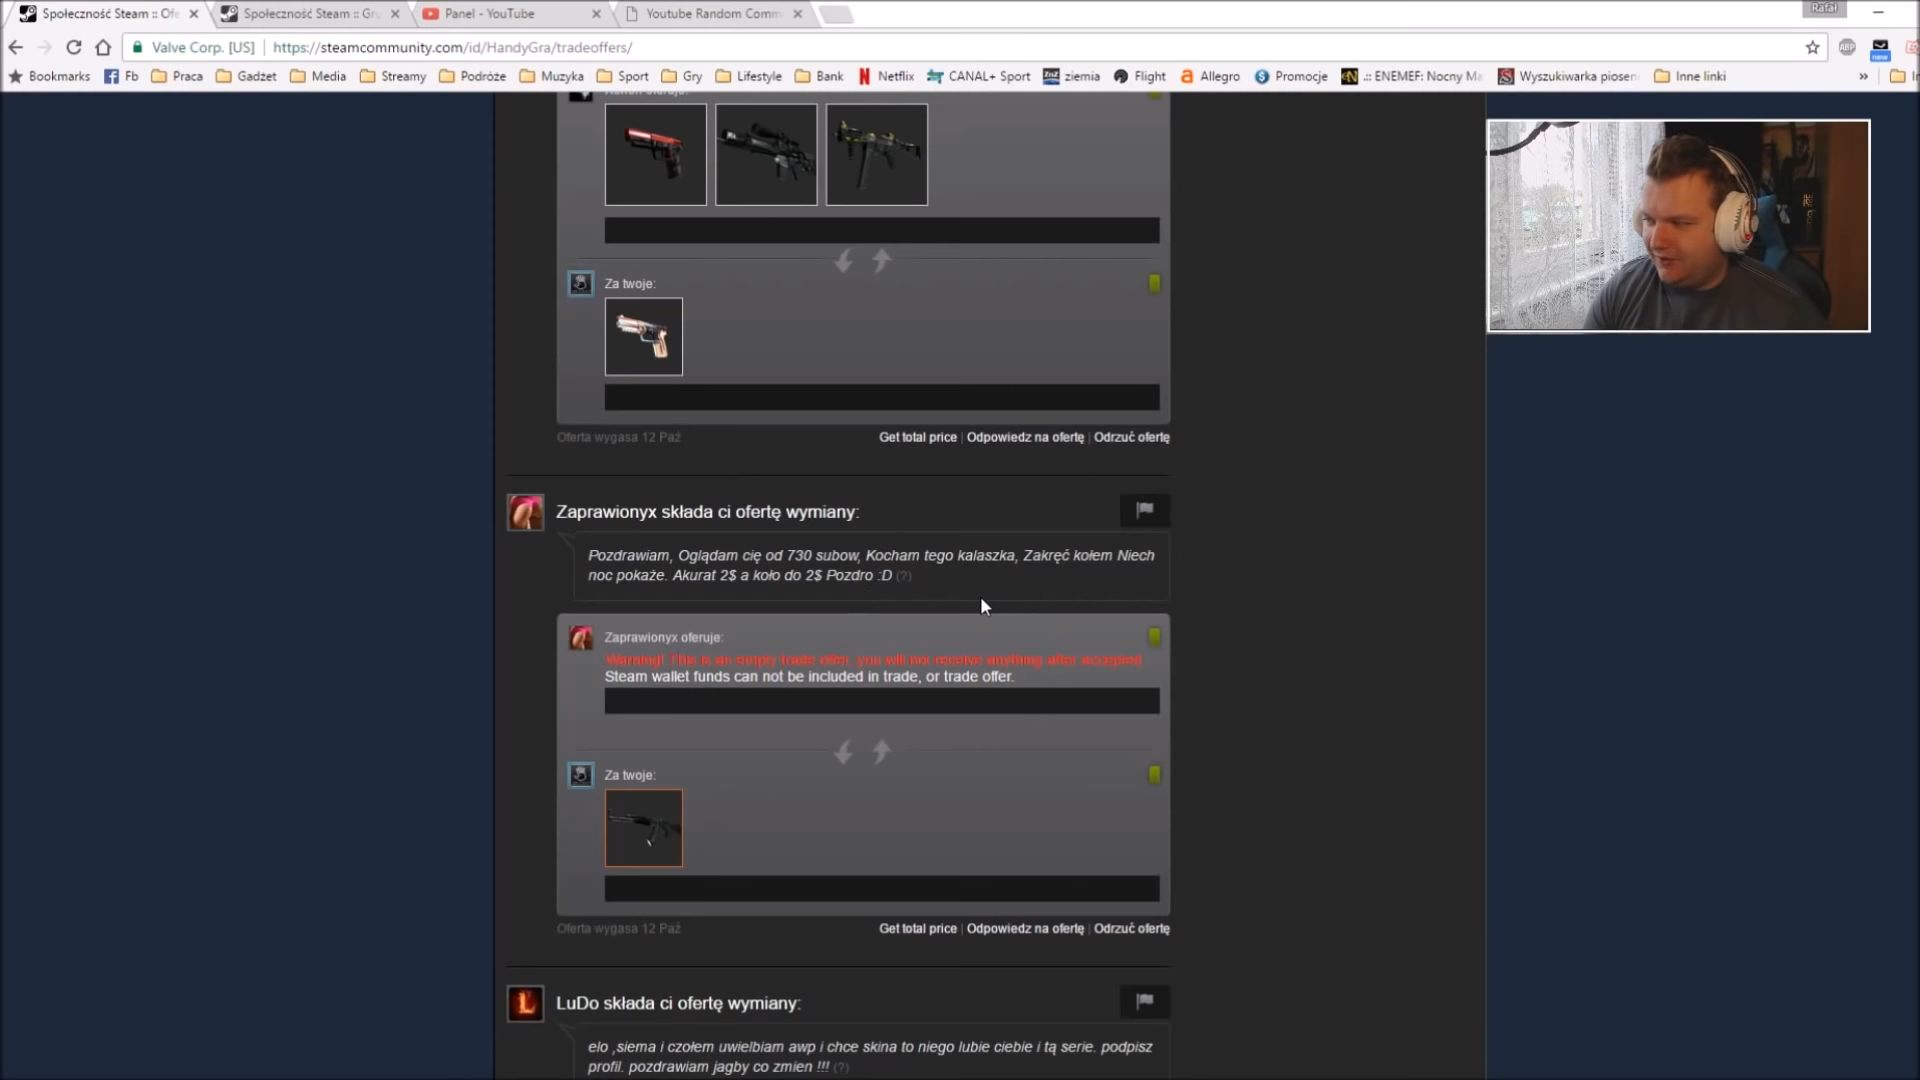 Społeczność Steam :: Ofe
Społeczność Steam :: Gr
Panel - YouTube
Youtube Random Comm
Rafał
Valve Corp. [US]
https://steamcommunity.com/id/HandyGra/tradeoffers/
ABP
new
Bookmarks
Fb
Praca
Gadżet
Media
Streamy
Podróże
Muzyka
Sport
Gry
Lifestyle
Bank
Netflix
CANAL+ Sport
ziemia
Flight
Allegro
Promocje
.:: ENEMEF: Nocny Ma
Wyszukiwarka piosen
Inne linki
»
Za twoje:
Oferta wygasa 12 Paź
Get total price | Odpowiedz na ofertę | Odrzuć ofertę
Zaprawionyx składa ci ofertę wymiany:
Pozdrawiam, Oglądam cię od 730 subow, Kocham tego kalaszka, Zakręć kołem Niech
noc pokaże. Akurat 2$ a koło do 2$ Pozdro :D (?)
Zaprawionyx oferuje:
Warning! This is an empty trade offer, you will not receive anything after accepted.
Steam wallet funds can not be included in trade, or trade offer.
Za twoje:
Oferta wygasa 12 Paź
Get total price | Odpowiedz na ofertę | Odrzuć ofertę
LuDo składa ci ofertę wymiany:
elo ,siema i czołem uwielbiam awp i chce skina to niego lubie ciebie i tą serie. podpisz
profil. pozdrawiam jagby co zmien !!! (?)